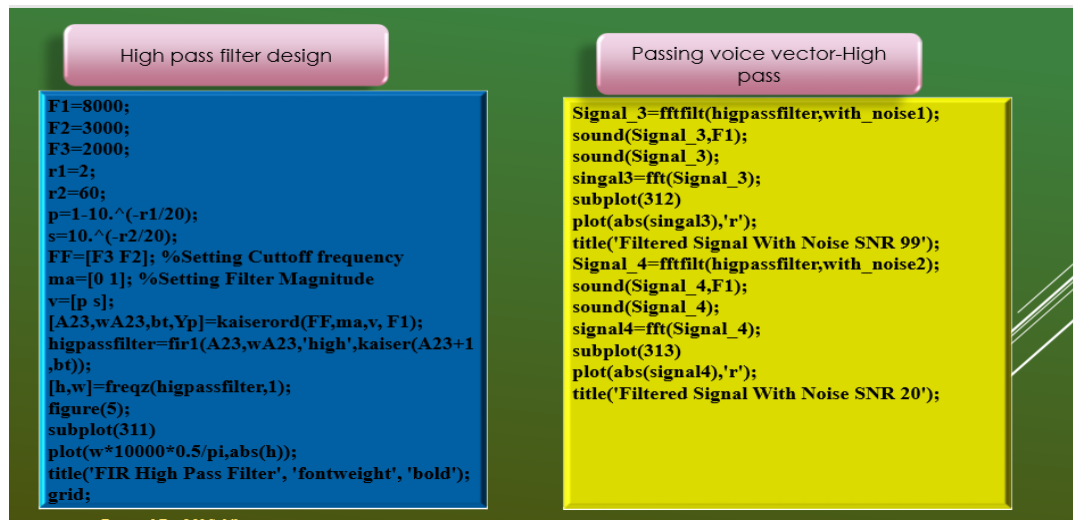 High pass filter design
F1=8000;
F2=3000;
F3=2000;
r1=2;
r2=60;
p=1-10.^(-r1/20);
s=10.^(-r2/20);
FF=[F3 F2]; %Setting Cuttoff frequency
ma=[0 1]; %Setting Filter Magnitude
v=[p s];
[A23,wA23,bt,Yp]=kaiserord(FF,ma,v, F1);
higpassfilter=fir1(A23,wA23,'high',kaiser(A23+1
,bt));
[h,w]=freqz(higpassfilter,1);
figure(5);
subplot(311)
plot(w*10000*0.5/pi,abs(h));
title('FIR High Pass Filter', 'fontweight', 'bold');
grid;
Passing voice vector-High
pass
Signal_3=fftfilt(higpassfilter,with_noise1);
sound(Signal_3,F1);
sound(Signal_3);
singal3=fft(Signal_3);
subplot(312)
plot(abs(singal3),'r');
title('Filtered Signal With Noise SNR 99');
Signal_4=fftfilt(higpassfilter,with_noise2);
sound(Signal_4,F1);
sound(Signal_4);
signal4=fft(Signal_4);
subplot(313)
plot(abs(signal4),'r');
title('Filtered Signal With Noise SNR 20');